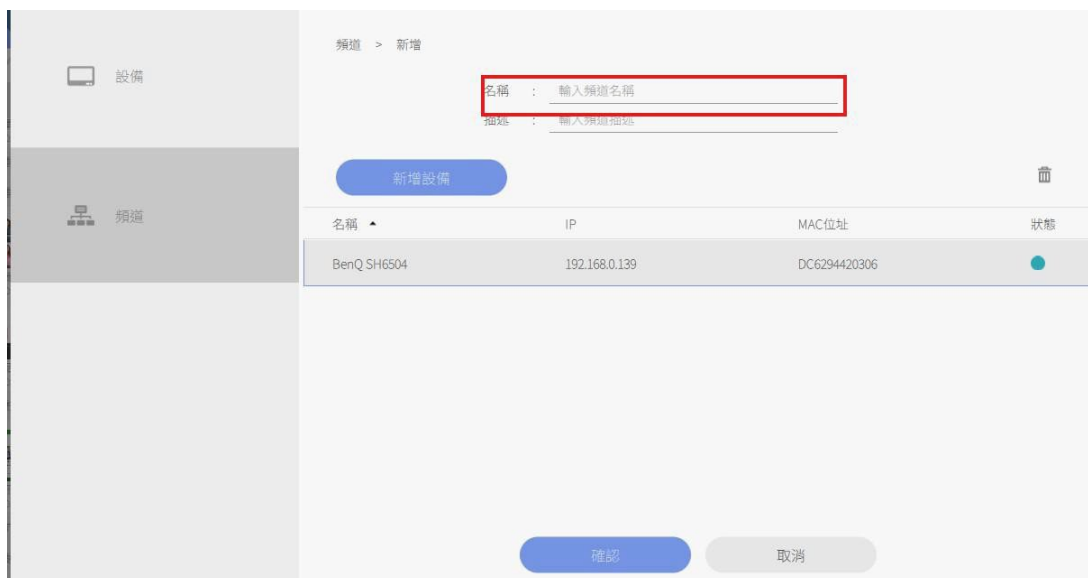 設備
頻道
頻道 > 新增
名稱 : 輸入頻道名稱
描述 : 輸入頻道描述
新增設備
名稱 IP MAC位址 狀態
BenQ SH6504 192.168.0.139 DC6294420306
確認 取消